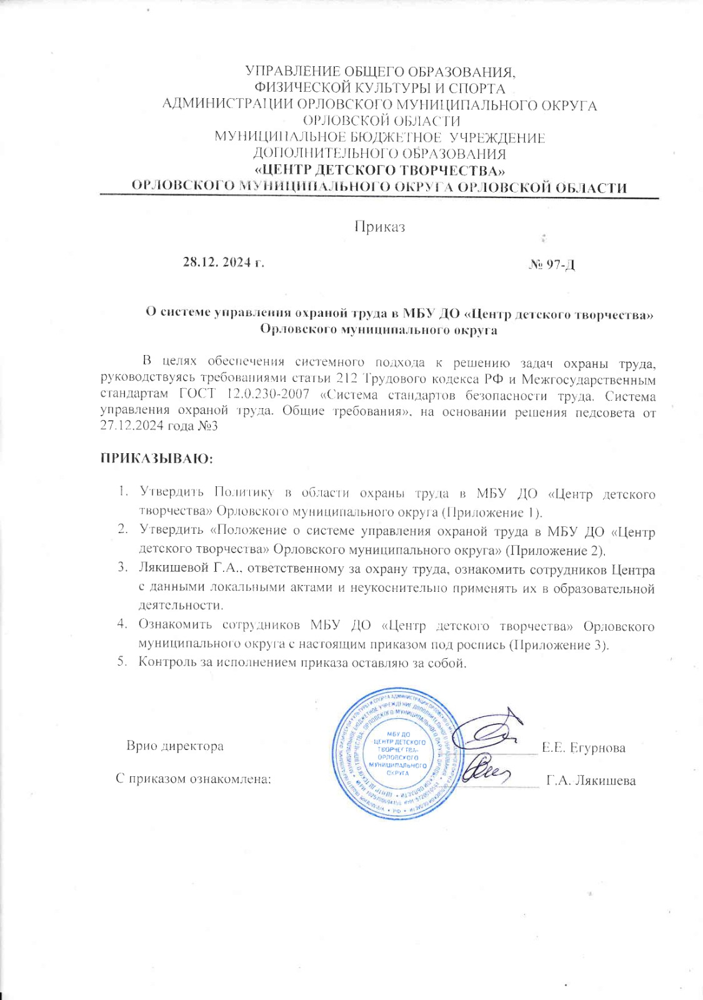 УПРАВЛЕНИЕ ОБЩЕГО ОБРАЗОВАНИЯ,
ФИЗИЧЕСКОЙ КУЛЬТУРЫ И СПОРТА
АДМИНИСТРАЦИИ ОРЛОВСКОГО МУНИЦИПАЛЬНОГО ОКРУГА
ОРЛОВСКОЙ ОБЛАСТИ
МУНИЦИПАЛЬНОЕ БЮДЖЕТНОЕ УЧРЕЖДЕНИЕ
ДОПОЛНИТЕЛЬНОГО ОБРАЗОВАНИЯ
«ЦЕНТР ДЕТСКОГО ТВОРЧЕСТВА»
ОРЛОВСКОГО МУНИЦИПАЛЬНОГО ОКРУГА ОРЛОВСКОЙ ОБЛАСТИ
Приказ
28.12. 2024 г. № 97-Д
О системе управления охраной труда в МБУ ДО «Центр детского творчества»
Орловского муниципального округа
В целях обеспечения системного подхода к решению задач охраны труда,
руководствуясь требованиями статьи 212 Трудового кодекса РФ и Межгосударственным
стандартам ГОСТ 12.0.230-2007 «Система стандартов безопасности труда. Система
управления охраной труда. Общие требования», на основании решения педсовета от
27.12.2024 года №3
ПРИКАЗЫВАЮ:
1. Утвердить Политику в области охраны труда в МБУ ДО «Центр детского
творчества» Орловского муниципального округа (Приложение 1).
2. Утвердить «Положение о системе управления охраной труда в МБУ ДО «Центр
детского творчества» Орловского муниципального округа» (Приложение 2).
3. Лякишевой Г.А., ответственному за охрану труда, ознакомить сотрудников Центра
с данными локальными актами и неукоснительно применять их в образовательной
деятельности.
4. Ознакомить сотрудников МБУ ДО «Центр детского творчества» Орловского
муниципального округа с настоящим приказом под роспись (Приложение 3).
5. Контроль за исполнением приказа оставляю за собой.
МБУ ДО
«ЦЕНТР ДЕТСКОГО
ТВОРЧЕСТВА»
ОРЛОВСКОГО
МУНИЦИПАЛЬНОГО
ОКРУГА
Врио директора Е.Е. Егурнова
С приказом ознакомлена: Г.А. Лякишева